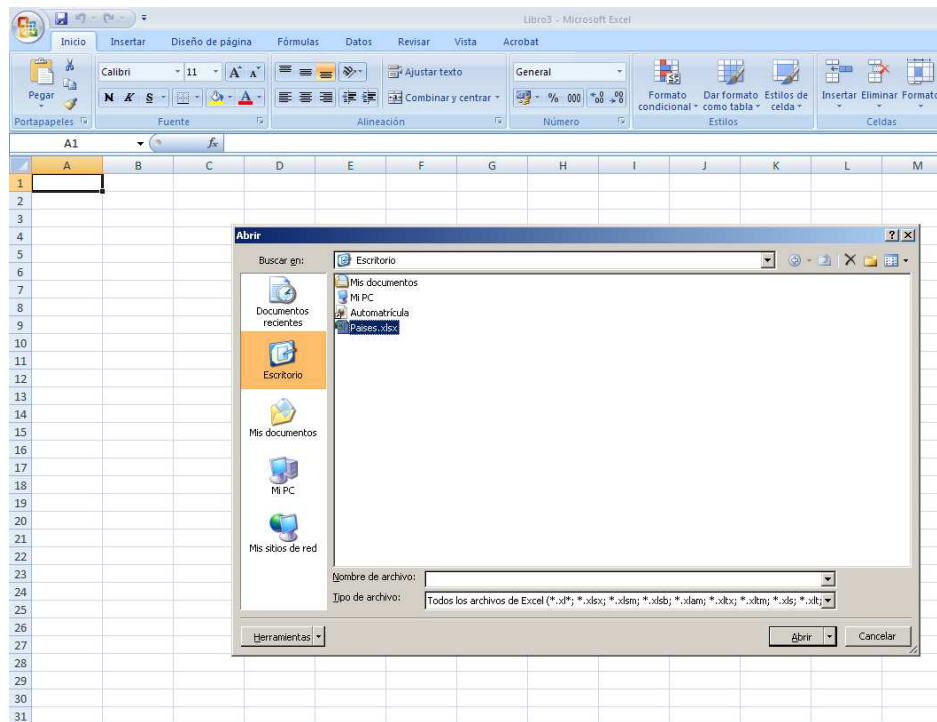 Libro3 - Microsoft Excel
Inicio Insertar Diseño de página Fórmulas Datos Revisar Vista Acrobat
Pegar
Calibri 11 A A
N K S A
Ajustar texto
Combinar y centrar
General
% 000
Formato condicional
Dar formato como tabla
Estilos de celda
Insertar Eliminar Formato
Portapapeles Fuente Alineación Número Estilos Celdas
A1 fx
A B C D E F G H I J K L M
1
2
3
4
5
6
7
8
9
10
11
12
13
14
15
16
17
18
19
20
21
22
23
24
25
26
27
28
29
30
31
Abrir
Buscar en: Escritorio
Documentos recientes
Escritorio
Mis documentos
Mi PC
Mis sitios de red
Mis documentos
Mi PC
Automatrícula
Paises.xlsx
Nombre de archivo:
Tipo de archivo: Todos los archivos de Excel (*.xl*; *.xlsx; *.xlsm; *.xlsb; *.xlam; *.xltx; *.xltm; *.xls; *.xlt;
Herramientas Abrir Cancelar